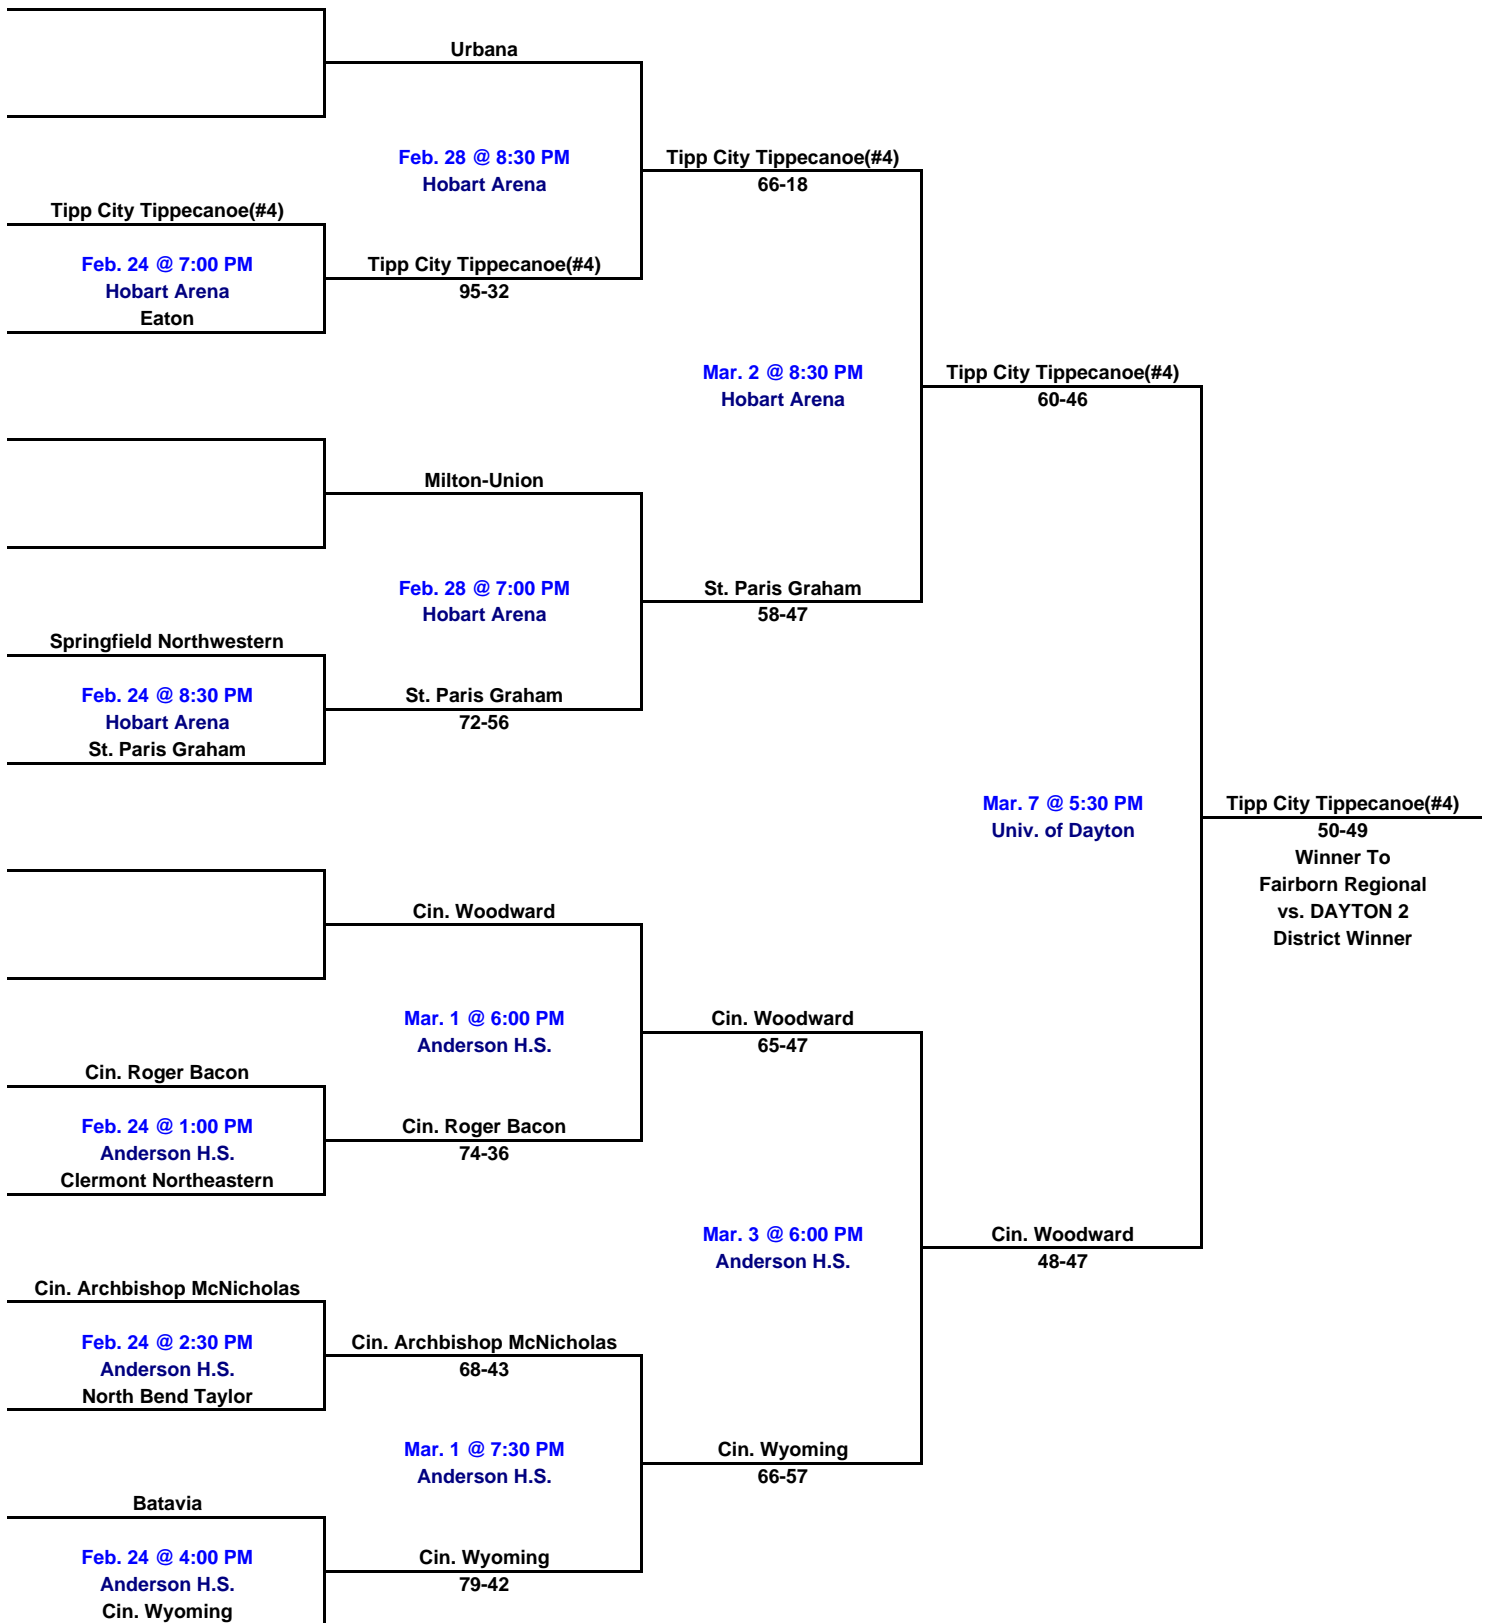 Urbana
Feb. 28 @ 8:30 PM
Hobart Arena
Tipp City Tippecanoe(#4)
66-18
Tipp City Tippecanoe(#4)
Feb. 24 @ 7:00 PM
Hobart Arena
Eaton
Tipp City Tippecanoe(#4)
95-32
Mar. 2 @ 8:30 PM
Hobart Arena
Tipp City Tippecanoe(#4)
60-46
Milton-Union
Feb. 28 @ 7:00 PM
Hobart Arena
St. Paris Graham
58-47
Springfield Northwestern
Feb. 24 @ 8:30 PM
Hobart Arena
St. Paris Graham
St. Paris Graham
72-56
Mar. 7 @ 5:30 PM
Univ. of Dayton
Tipp City Tippecanoe(#4)
50-49
Winner To
Fairborn Regional
vs. DAYTON 2
District Winner
Cin. Woodward
Mar. 1 @ 6:00 PM
Anderson H.S.
Cin. Woodward
65-47
Cin. Roger Bacon
Feb. 24 @ 1:00 PM
Anderson H.S.
Clermont Northeastern
Cin. Roger Bacon
74-36
Mar. 3 @ 6:00 PM
Anderson H.S.
Cin. Woodward
48-47
Cin. Archbishop McNicholas
Feb. 24 @ 2:30 PM
Anderson H.S.
North Bend Taylor
Cin. Archbishop McNicholas
68-43
Mar. 1 @ 7:30 PM
Anderson H.S.
Cin. Wyoming
66-57
Batavia
Feb. 24 @ 4:00 PM
Anderson H.S.
Cin. Wyoming
Cin. Wyoming
79-42